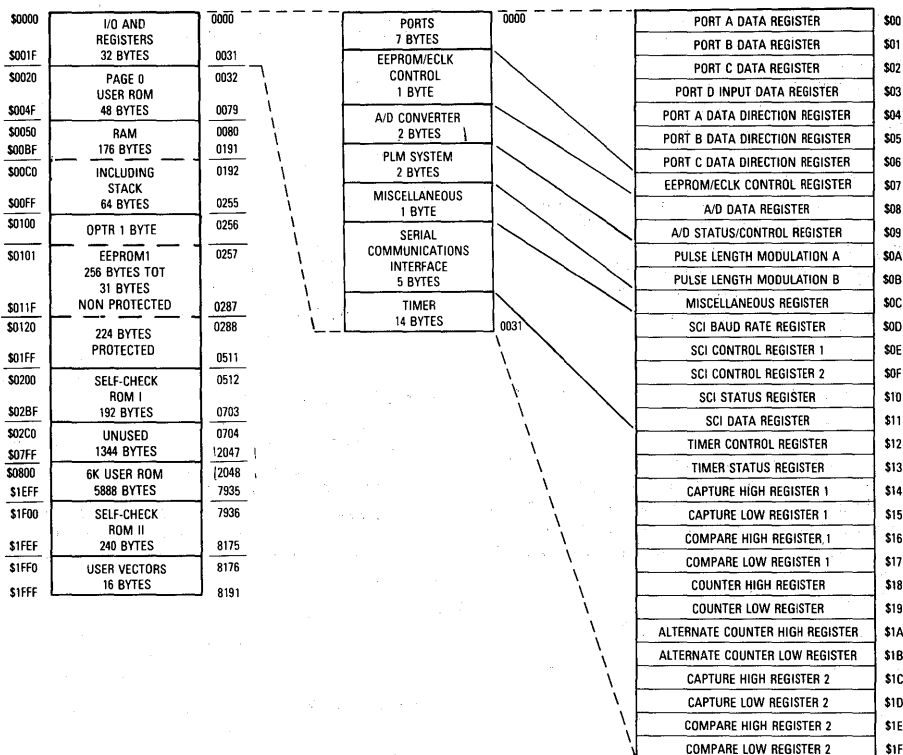 $0000 I/O AND 0000
REGISTERS
$001F 32 BYTES 0031
$0020 PAGE 0 0032
USER ROM
$004F 48 BYTES 0079
$0050 RAM 0080
$00BF 176 BYTES 0191
$00C0 INCLUDING 0192
STACK
$00FF 64 BYTES 0255
$0100 OPTR 1 BYTE 0256
$0101 EEPROM1 0257
256 BYTES TOT
31 BYTES
$011F NON PROTECTED 0287
$0120 224 BYTES 0288
$01FF PROTECTED 0511
$0200 SELF-CHECK 0512
ROM I
$02BF 192 BYTES 0703
$02C0 UNUSED 0704
$07FF 1344 BYTES 2047
$0800 6K USER ROM 2048
$1EFF 5888 BYTES 7935
$1F00 SELF-CHECK 7936
ROM II
$1FEF 240 BYTES 8175
$1FF0 USER VECTORS 8176
$1FFF 16 BYTES 8191
PORTS 0000
7 BYTES
EEPROM/ECLK
CONTROL
1 BYTE
A/D CONVERTER
2 BYTES
PLM SYSTEM
2 BYTES
MISCELLANEOUS
1 BYTE
SERIAL
COMMUNICATIONS
INTERFACE
5 BYTES
TIMER
14 BYTES 0031
PORT A DATA REGISTER $00
PORT B DATA REGISTER $01
PORT C DATA REGISTER $02
PORT D INPUT DATA REGISTER $03
PORT A DATA DIRECTION REGISTER $04
PORT B DATA DIRECTION REGISTER $05
PORT C DATA DIRECTION REGISTER $06
EEPROM/ECLK CONTROL REGISTER $07
A/D DATA REGISTER $08
A/D STATUS/CONTROL REGISTER $09
PULSE LENGTH MODULATION A $0A
PULSE LENGTH MODULATION B $0B
MISCELLANEOUS REGISTER $0C
SCI BAUD RATE REGISTER $0D
SCI CONTROL REGISTER 1 $0E
SCI CONTROL REGISTER 2 $0F
SCI STATUS REGISTER $10
SCI DATA REGISTER $11
TIMER CONTROL REGISTER $12
TIMER STATUS REGISTER $13
CAPTURE HIGH REGISTER 1 $14
CAPTURE LOW REGISTER 1 $15
COMPARE HIGH REGISTER 1 $16
COMPARE LOW REGISTER 1 $17
COUNTER HIGH REGISTER $18
COUNTER LOW REGISTER $19
ALTERNATE COUNTER HIGH REGISTER $1A
ALTERNATE COUNTER LOW REGISTER $1B
CAPTURE HIGH REGISTER 2 $1C
CAPTURE LOW REGISTER 2 $1D
COMPARE HIGH REGISTER 2 $1E
COMPARE LOW REGISTER 2 $1F